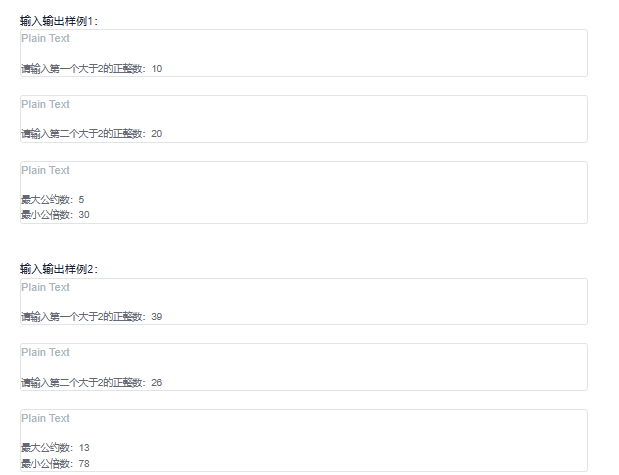 输入输出样例1:
Plain Text
请输入第一个大于2的正整数: 10
Plain Text
请输入第二个大于2的正整数: 20
Plain Text
最大公约数: 5
最小公倍数: 30
输入输出样例2:
Plain Text
请输入第一个大于2的正整数: 39
Plain Text
请输入第二个大于2的正整数: 26
Plain Text
最大公约数: 13
最小公倍数: 78